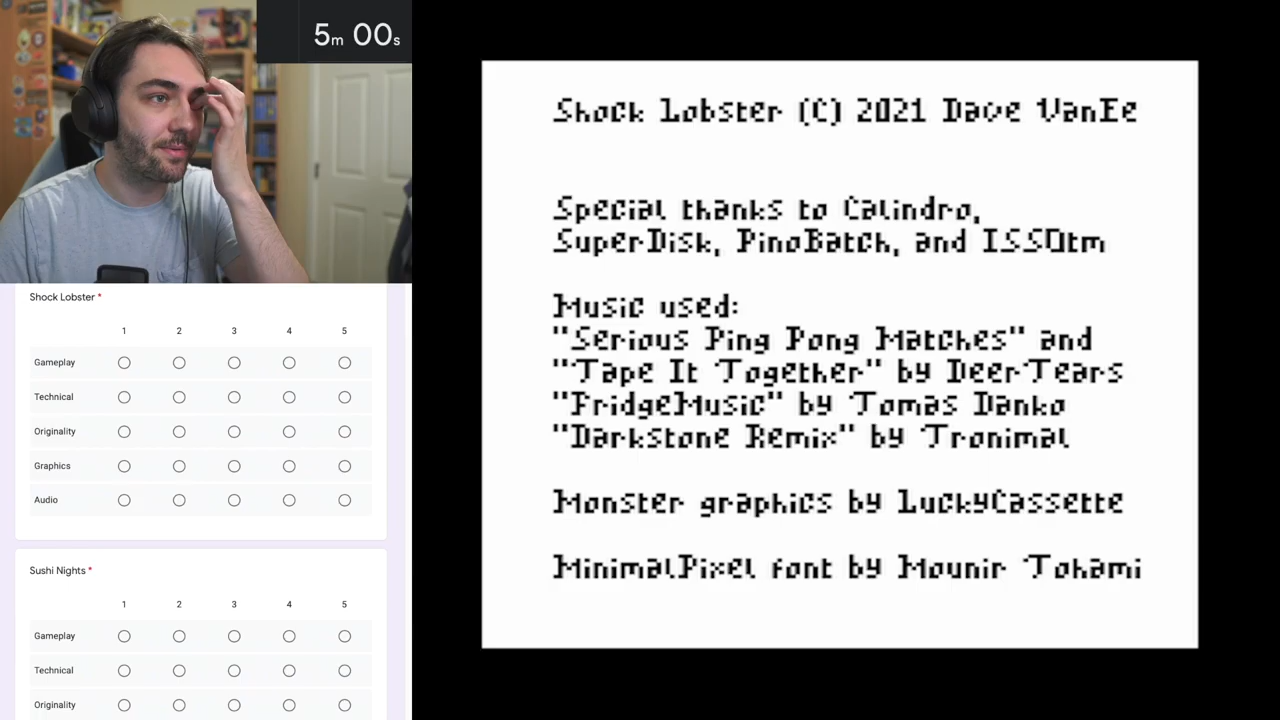 5m 00s
Shock Lobster *
1 2 3 4 5
Gameplay
Technical
Originality
Graphics
Audio
Sushi Nights *
1 2 3 4 5
Gameplay
Technical
Originality
Shock Lobster (C) 2021 Dave VanEe
Special thanks to Calindro,
SuperDisk, PinoBatch, and ISSOtm
Music used:
"Serious Ping Pong Matches" and
"Tape It Together" by DeerTears
"FridgeMusic" by Tomas Danko
"Darkstone Remix" by Tronimal
Monster graphics by LuckyCassette
MinimalPixel font by Mounir Tohami